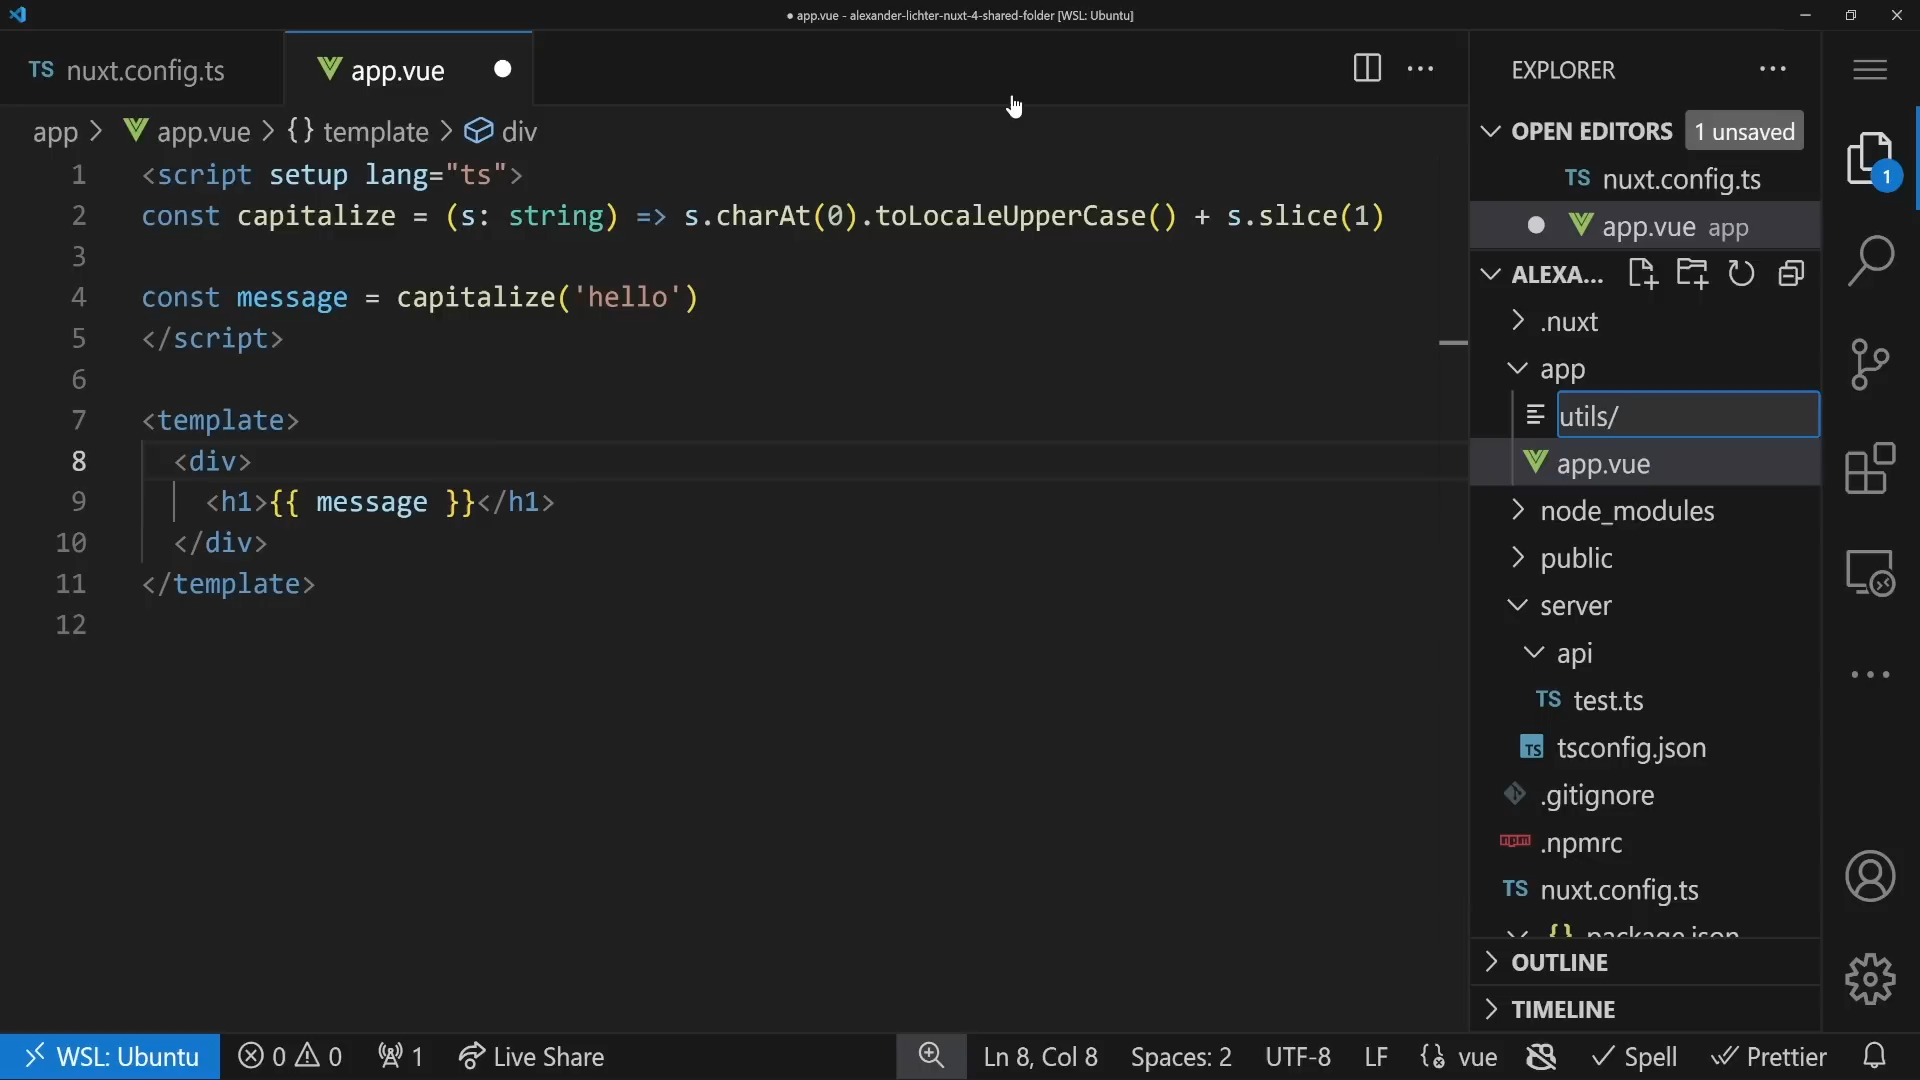 ● app.vue - alexander-lichter-nuxt-4-shared-folder [WSL: Ubuntu]
TS nuxt.config.ts
app.vue
app > app.vue > {} template > div
1 <script setup lang="ts">
2 const capitalize = (s: string) => s.charAt(0).toLocaleUpperCase() + s.slice(1)
3
4 const message = capitalize('hello')
5 </script>
6
7 <template>
8 <div>
9 <h1>{{ message }}</h1>
10 </div>
11 </template>
12
EXPLORER
OPEN EDITORS 1 unsaved
TS nuxt.config.ts
app.vue app
ALEXA...
.nuxt
app
utils/
app.vue
node_modules
public
server
api
TS test.ts
TS tsconfig.json
.gitignore
npm .npmrc
TS nuxt.config.ts
{} package.json
OUTLINE
TIMELINE
1
WSL: Ubuntu
0
0
1
Live Share
Ln 8, Col 8
Spaces: 2
UTF-8
LF
vue
Spell
Prettier